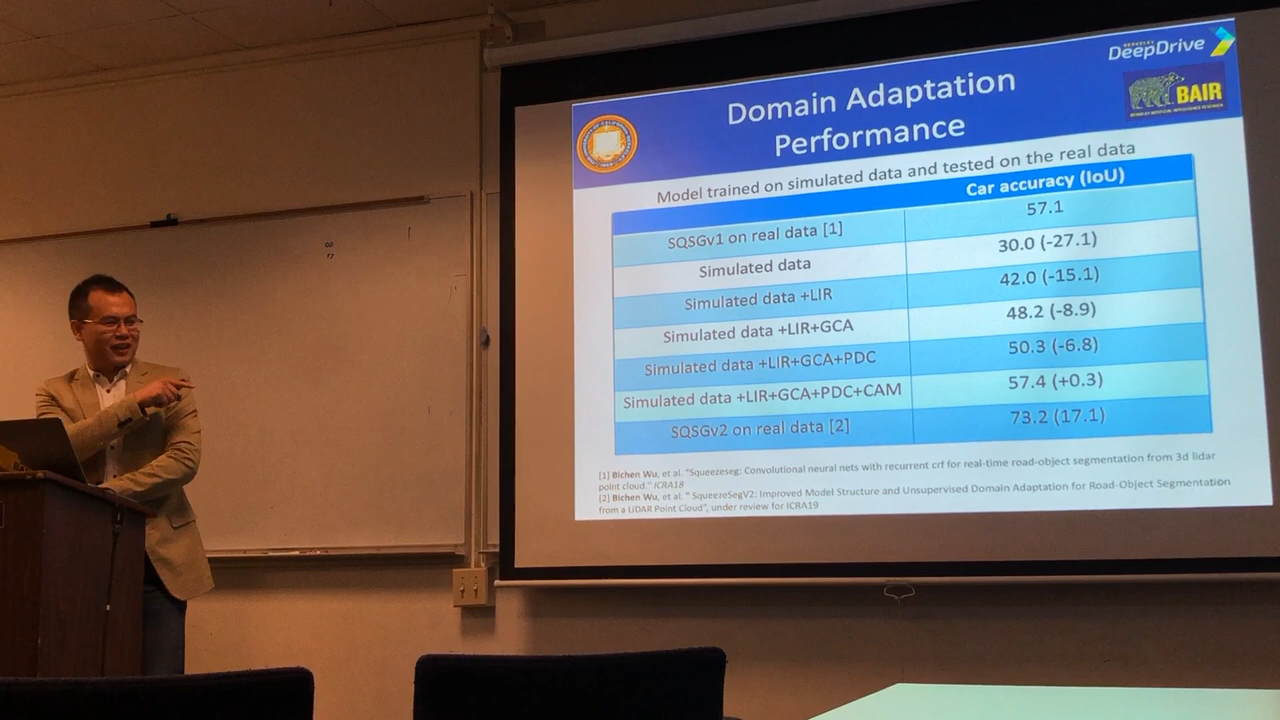 BERKELEY
DeepDrive
BAIR
BERKELEY ARTIFICIAL INTELLIGENCE RESEARCH
Domain Adaptation
Performance
Model trained on simulated data and tested on the real data
Car accuracy (IoU)
SQSGv1 on real data [1] 57.1
Simulated data 30.0 (-27.1)
Simulated data +LIR 42.0 (-15.1)
Simulated data +LIR+GCA 48.2 (-8.9)
Simulated data +LIR+GCA+PDC 50.3 (-6.8)
Simulated data +LIR+GCA+PDC+CAM 57.4 (+0.3)
SQSGv2 on real data [2] 73.2 (17.1)
[1] Bichen Wu, et al. "Squeezeseg: Convolutional neural nets with recurrent crf for real-time road-object segmentation from 3d lidar
point cloud." ICRA18
[2] Bichen Wu, et al. " SqueezeSegV2: Improved Model Structure and Unsupervised Domain Adaptation for Road-Object Segmentation
from a LiDAR Point Cloud", under review for ICRA19